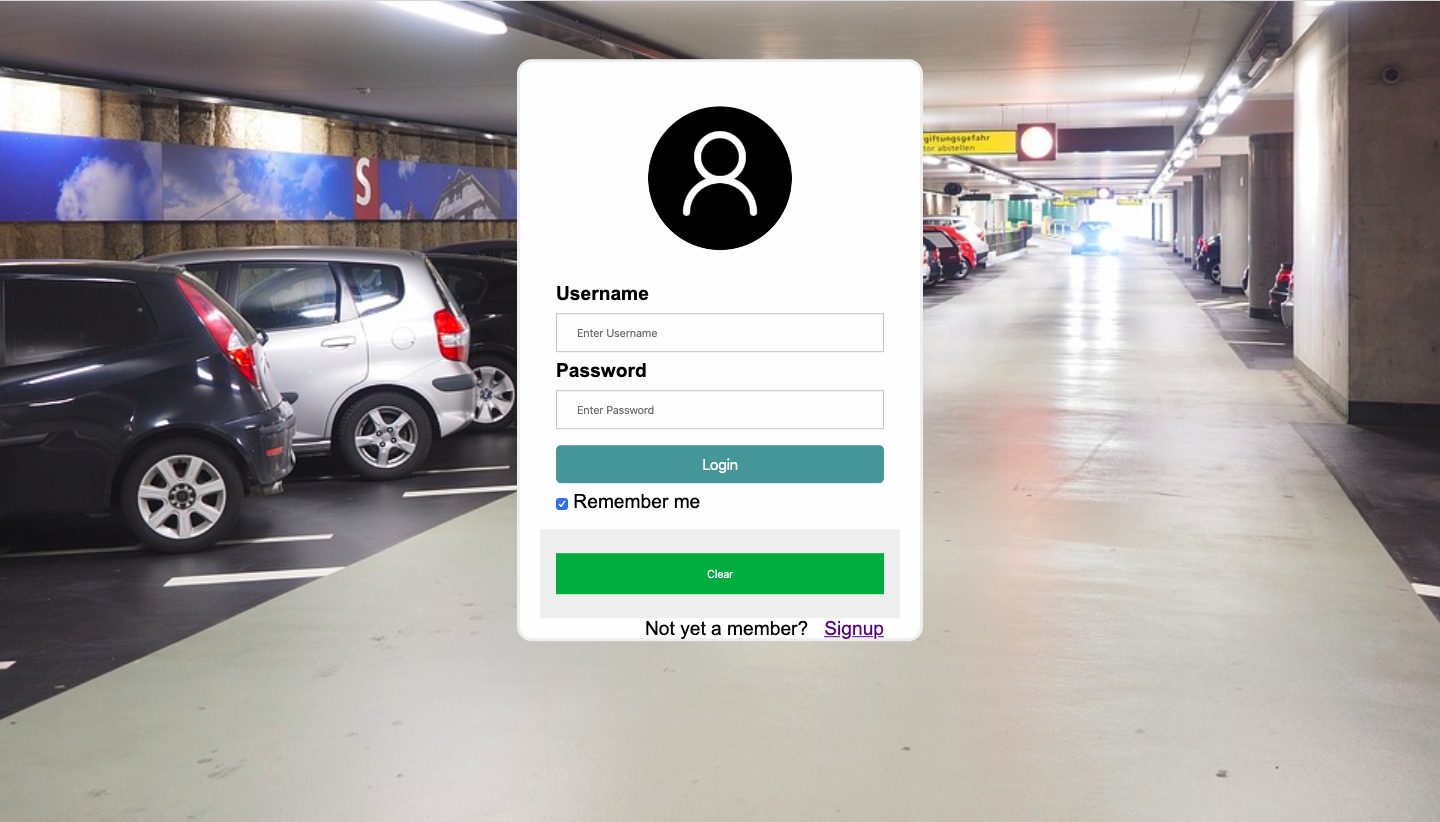 S
giftungsgefahr
tor abstellen
Username
Enter Username
Password
Enter Password
Login
Remember me
Clear
Not yet a member? Signup